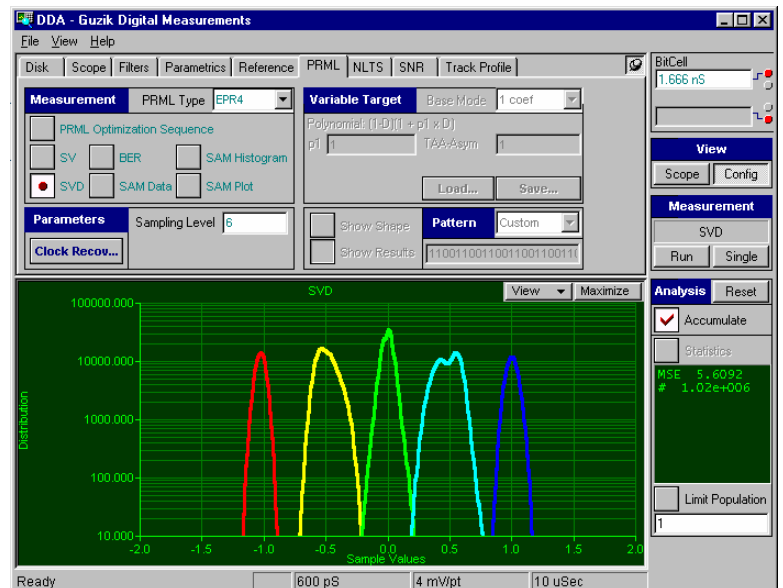 DDA - Guzik Digital Measurements
File View Help
Disk Scope Filters Parametrics Reference PRML NLTS SNR Track Profile
Measurement PRML Type EPR4
PRML Optimization Sequence
SV BER SAM Histogram
SVD SAM Data SAM Plot
Parameters Sampling Level 6
Clock Recov...
Variable Target Base Mode 1 coef
Polynomial: (1-D)(1 + p1 x D)
p1 1 TAA-Asym 1
Load... Save...
Show Shape Pattern Custom
Show Results 11001100110011001100110
BitCell
1.666 nS
View
Scope Config
Measurement
SVD
Run Single
Analysis Reset
Accumulate
Statistics
MSE 5.6092
# 1.02e+006
Limit Population
1
SVD View Maximize
100000.000
10000.000
1000.000
100.000
10.000
Distribution
-2.0 -1.5 -1.0 -0.5 0.0 0.5 1.0 1.5 2.0
Sample Values
Ready 600 pS 4 mV/pt 10 uSec